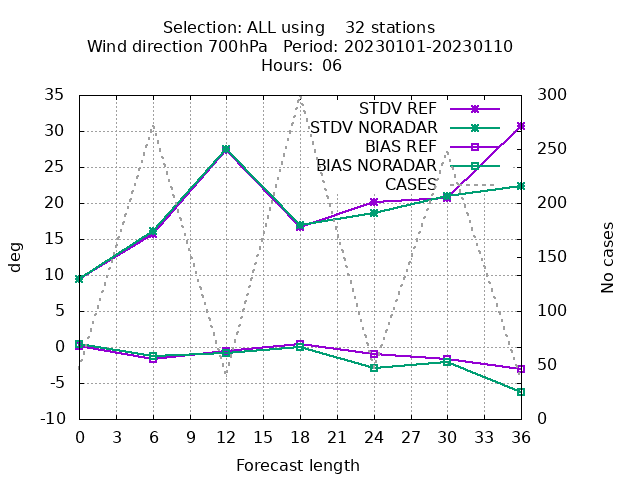 Selection: ALL using    32 stations
Wind direction 700hPa   Period: 20230101-20230110
Hours: 06
STDV REF
STDV NORADAR
BIAS REF
BIAS NORADAR
CASES
35
30
25
20
15
10
5
0
-5
-10
deg
300
250
200
150
100
50
0
No cases
0 3 6 9 12 15 18 21 24 27 30 33 36
Forecast length